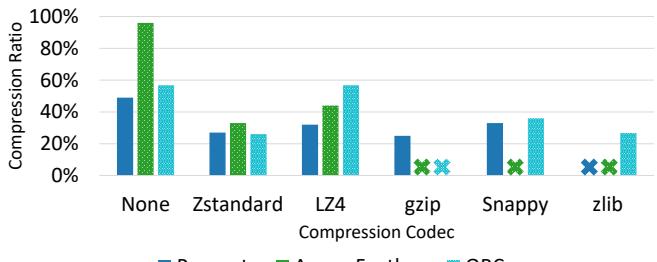 100%
80%
60%
40%
20%
0%
Compression Ratio
None Zstandard LZ4 gzip Snappy zlib
Compression Codec